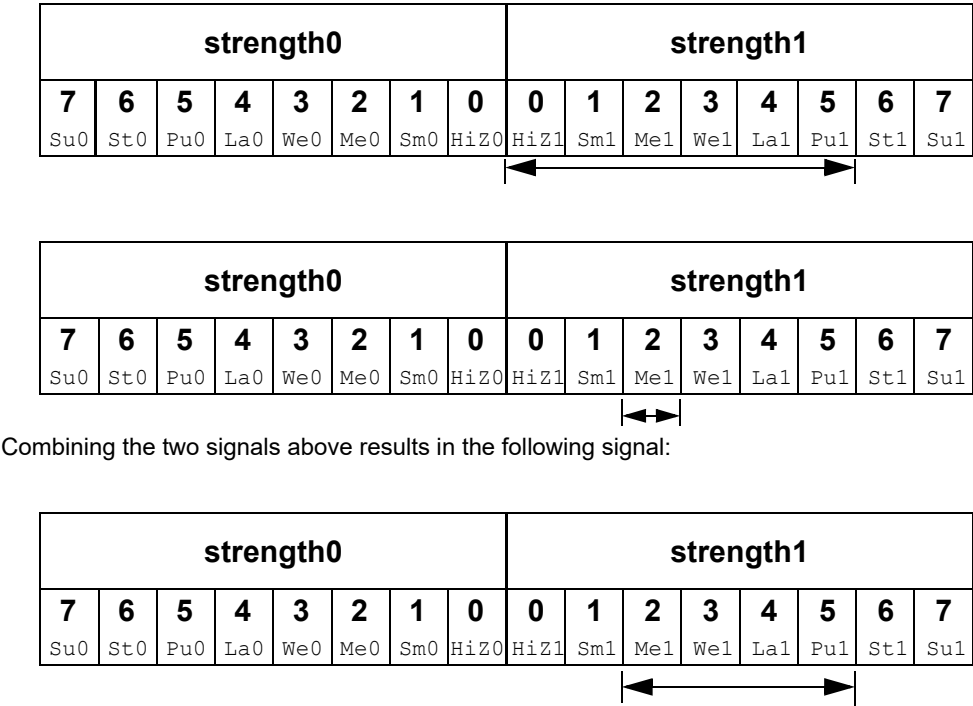 strength0 strength1
7 6 5 4 3 2 1 0 0 1 2 3 4 5 6 7
Su0 St0 Pu0 La0 We0 Me0 Sm0 HiZ0 HiZ1 Sm1 Me1 We1 La1 Pu1 St1 Su1
strength0 strength1
7 6 5 4 3 2 1 0 0 1 2 3 4 5 6 7
Su0 St0 Pu0 La0 We0 Me0 Sm0 HiZ0 HiZ1 Sm1 Me1 We1 La1 Pu1 St1 Su1
Combining the two signals above results in the following signal:
strength0 strength1
7 6 5 4 3 2 1 0 0 1 2 3 4 5 6 7
Su0 St0 Pu0 La0 We0 Me0 Sm0 HiZ0 HiZ1 Sm1 Me1 We1 La1 Pu1 St1 Su1